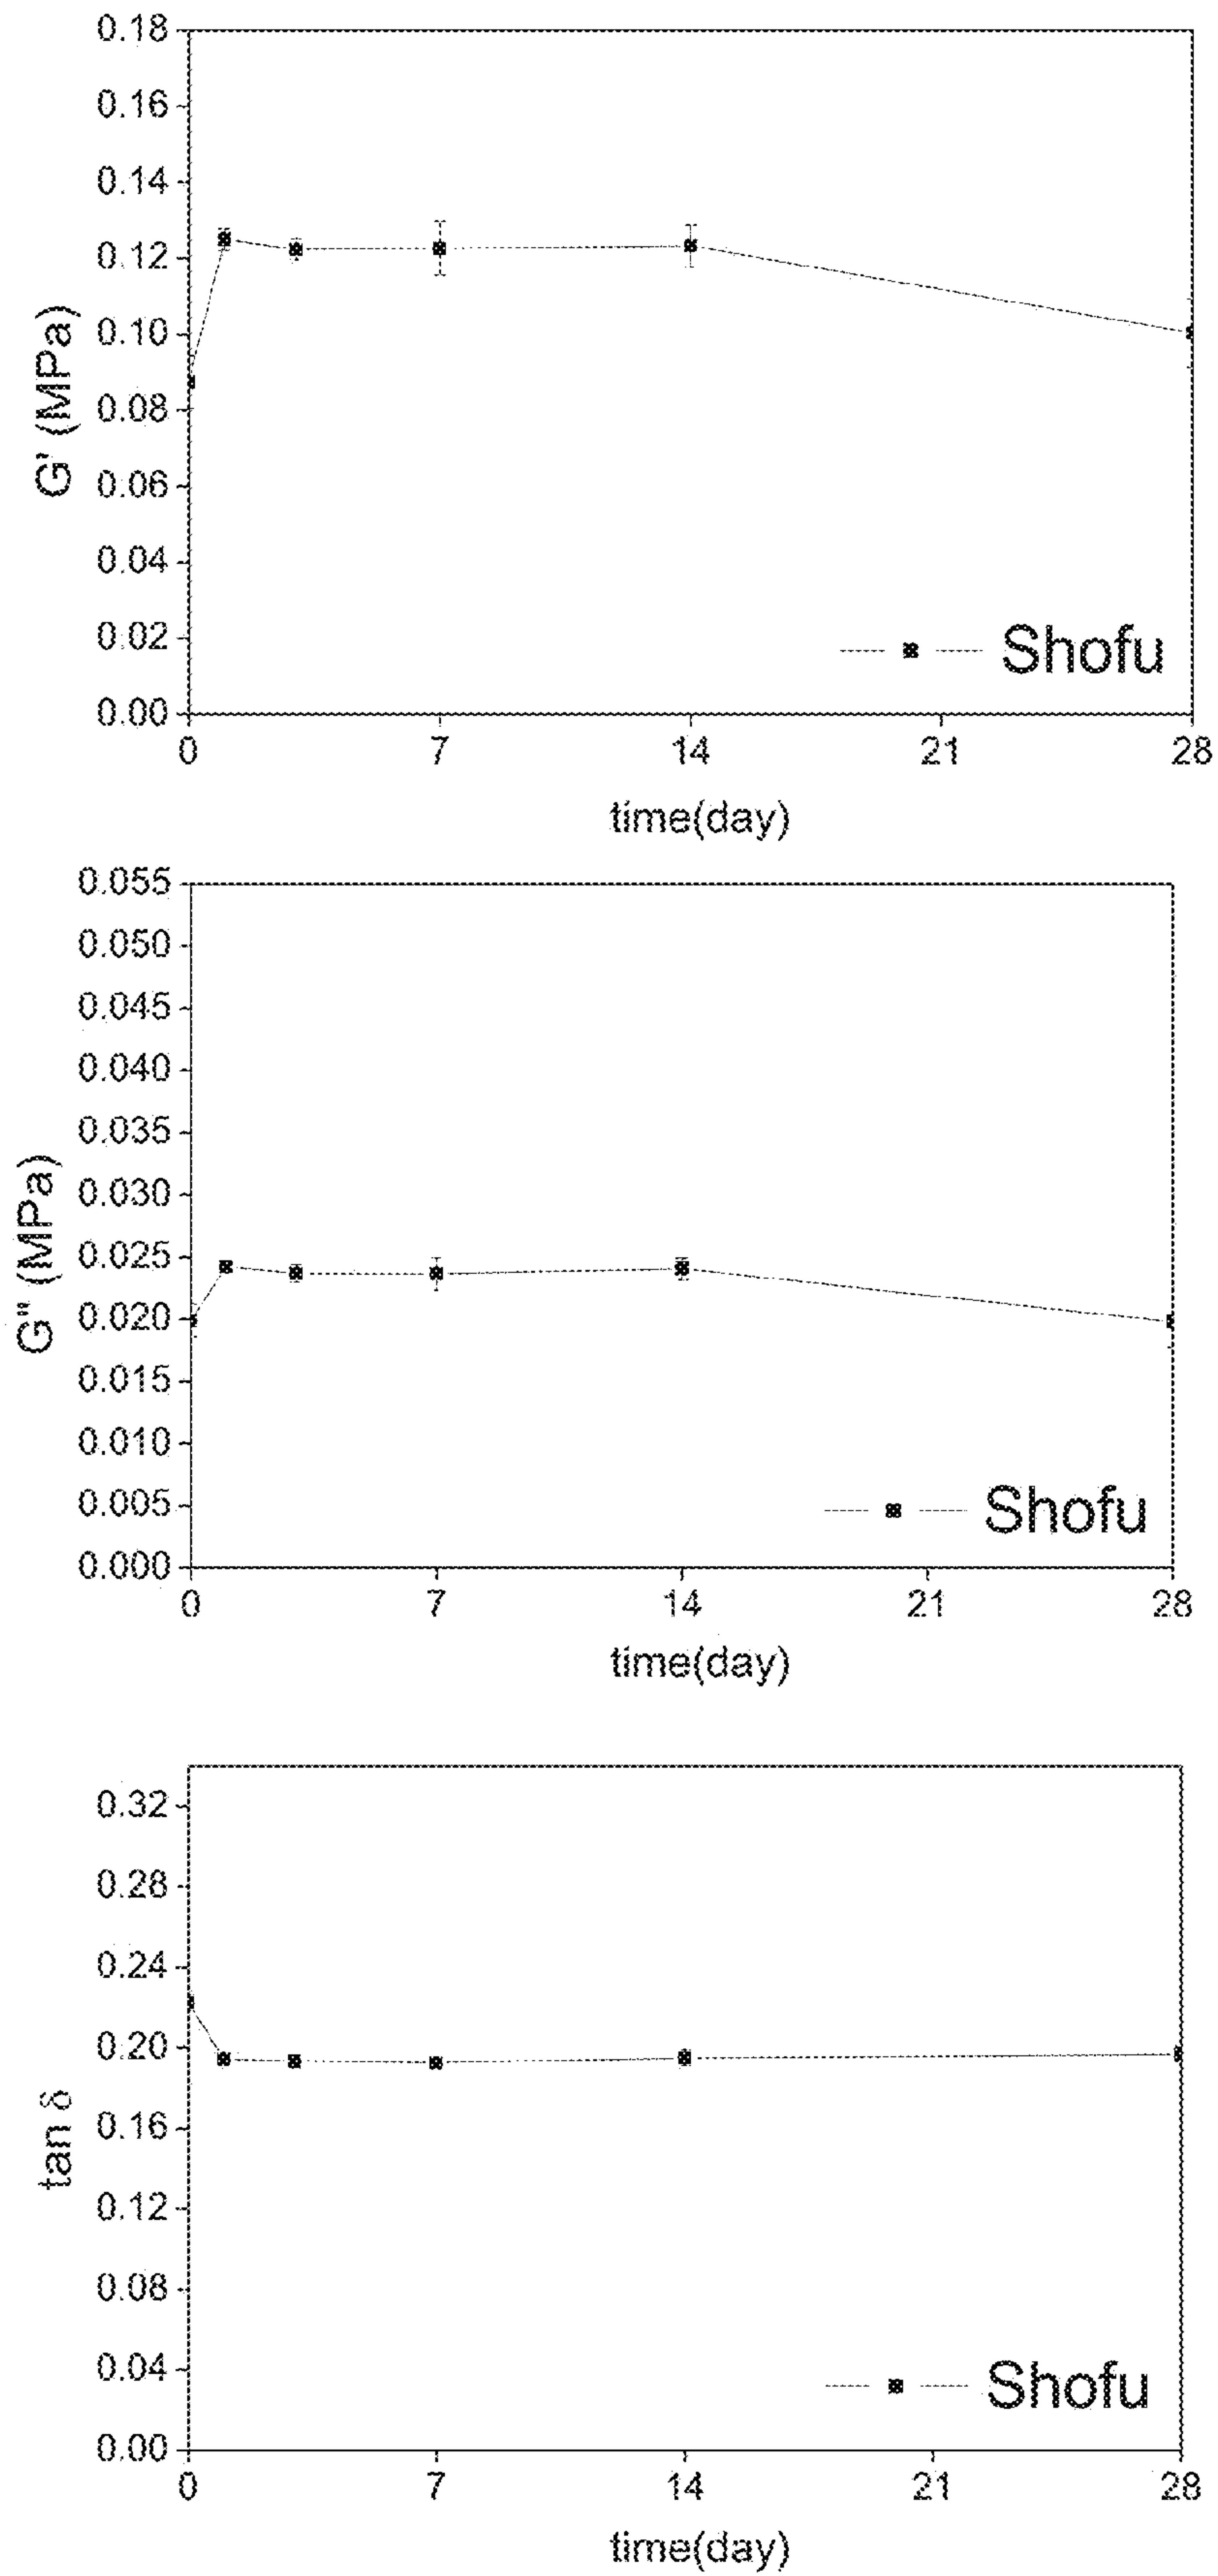 0.18
0.16
0.14
0.12
0.10
0.08
0.06
0.04
0.02
0.00
G' (MPa)
Shofu
0 7 14 21 28
time(day)
0.055
0.050
0.045
0.040
0.035
0.030
0.025
0.020
0.015
0.010
0.005
0.000
G" (MPa)
Shofu
0 7 14 21 28
time(day)
0.32
0.28
0.24
0.20
0.16
0.12
0.08
0.04
0.00
tan δ
Shofu
0 7 14 21 28
time(day)